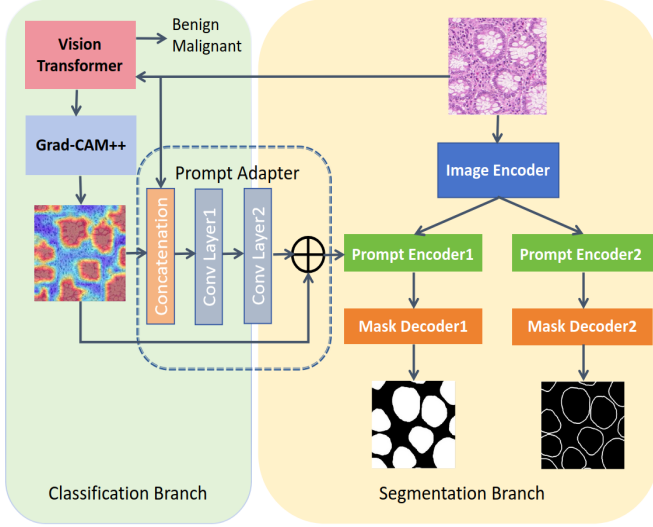 Vision
Transformer
Benign
Malignant
Grad-CAM++
Prompt Adapter
Concatenation
Conv Layer1
Conv Layer2
Image Encoder
Prompt Encoder1
Prompt Encoder2
Mask Decoder1
Mask Decoder2
Classification Branch
Segmentation Branch